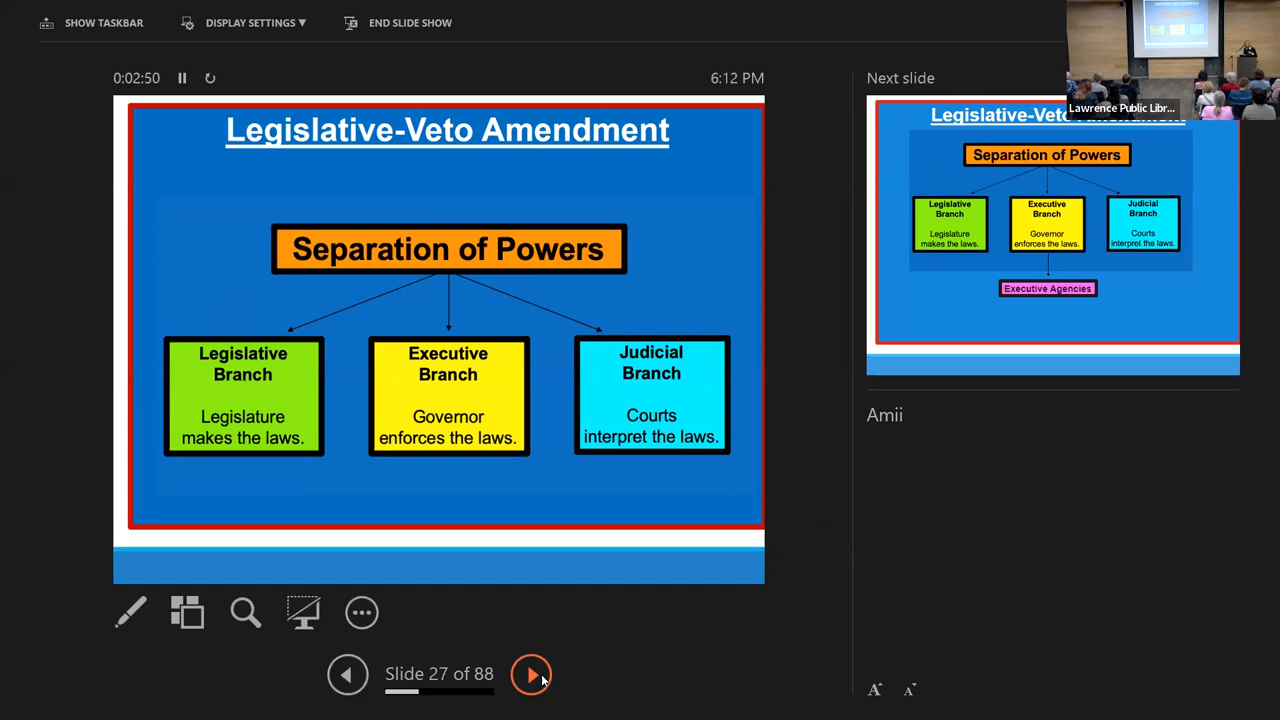 SHOW TASKBAR
DISPLAY SETTINGS ▼
END SLIDE SHOW
0:02:50
6:12 PM
Legislative-Veto Amendment
Separation of Powers
Legislative
Branch
Legislature
makes the laws.
Executive
Branch
Governor
enforces the laws.
Judicial
Branch
Courts
interpret the laws.
Slide 27 of 88
Next slide
Lawrence Public Libr...
Legislative-Veto Amendment
Separation of Powers
Legislative
Branch
Legislature
makes the laws.
Executive
Branch
Governor
enforces the laws.
Judicial
Branch
Courts
interpret the laws.
Executive Agencies
Amii
A A